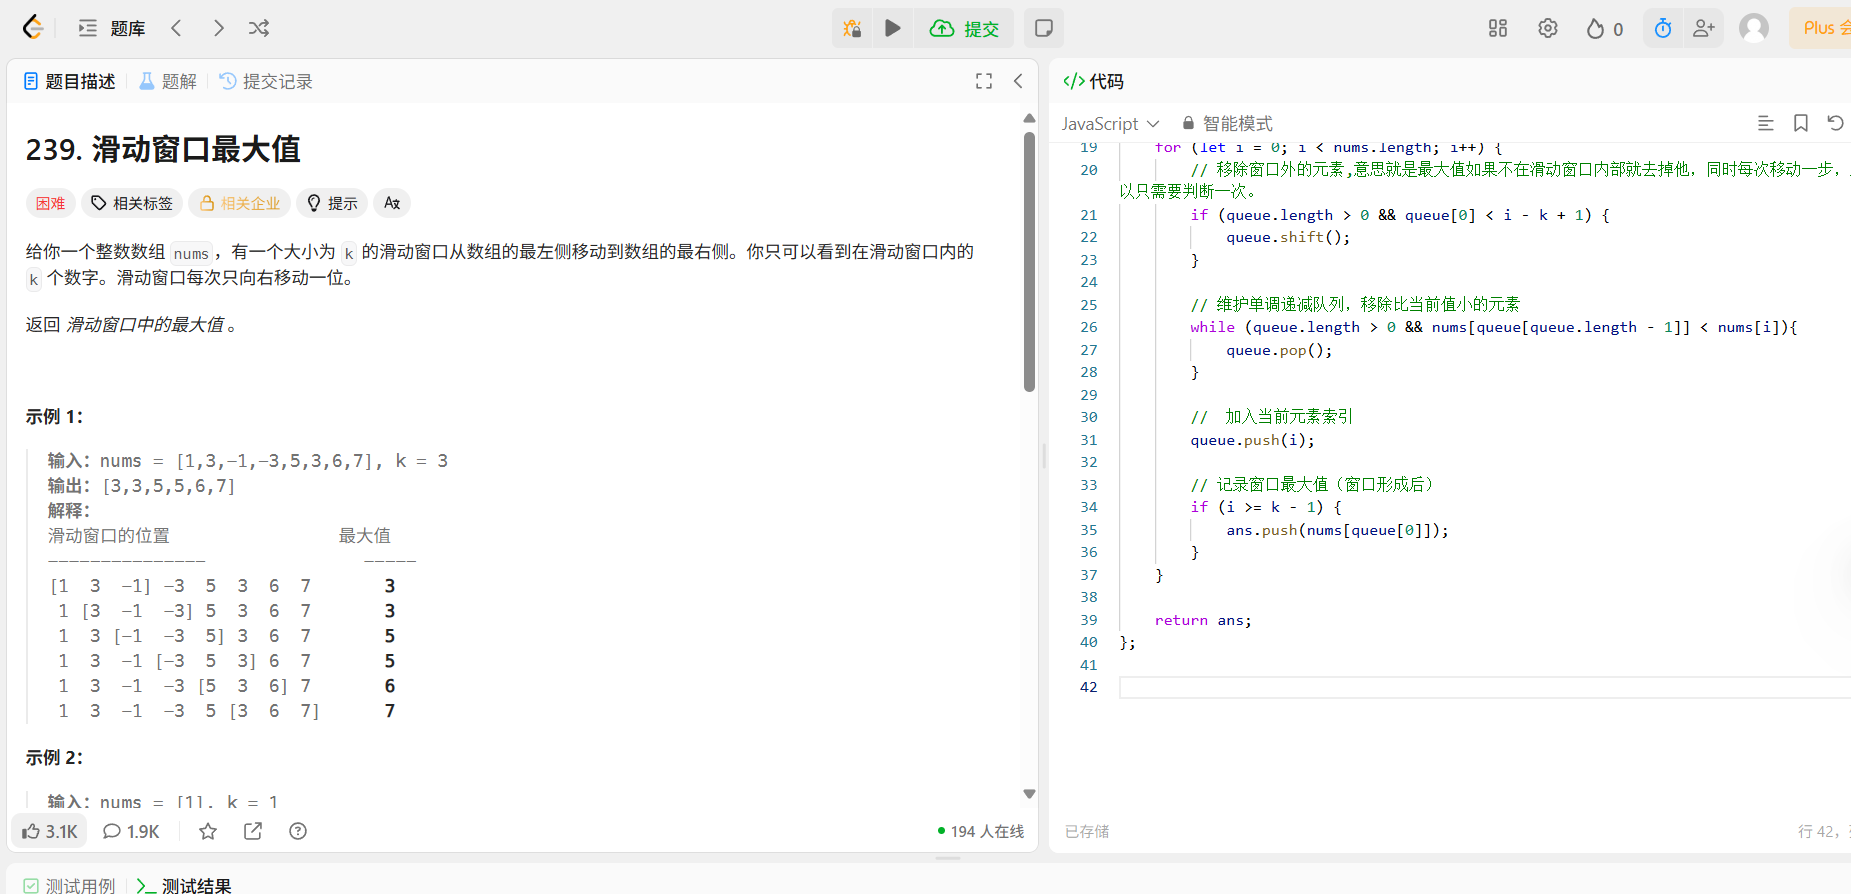 题库
提交
0
Plus 会
题目描述
题解
提交记录
239. 滑动窗口最大值
困难
相关标签
相关企业
提示
给你一个整数数组 nums，有一个大小为 k 的滑动窗口从数组的最左侧移动到数组的最右侧。你只可以看到在滑动窗口内的
k 个数字。滑动窗口每次只向右移动一位。
返回 滑动窗口中的最大值 。
示例 1：
输入：nums = [1,3,-1,-3,5,3,6,7], k = 3
输出：[3,3,5,5,6,7]
解释：
滑动窗口的位置                最大值
---------------               -----
[1  3  -1] -3  5  3  6  7       3
 1 [3  -1  -3] 5  3  6  7       3
 1  3 [-1  -3  5] 3  6  7       5
 1  3  -1 [-3  5  3] 6  7       5
 1  3  -1  -3 [5  3  6] 7       6
 1  3  -1  -3  5 [3  6  7]      7
示例 2：
输入：nums = [1], k = 1
3.1K
1.9K
194 人在线
测试用例
测试结果
</> 代码
JavaScript
智能模式
19     for (let i = 0; i < nums.length; i++) {
20         // 移除窗口外的元素,意思就是最大值如果不在滑动窗口内部就去掉他，同时每次移动一步，
以只需要判断一次。
21         if (queue.length > 0 && queue[0] < i - k + 1) {
22             queue.shift();
23         }
24
25         // 维护单调递减队列，移除比当前值小的元素
26         while (queue.length > 0 && nums[queue[queue.length - 1]] < nums[i]){
27             queue.pop();
28         }
29
30         //  加入当前元素索引
31         queue.push(i);
32
33         // 记录窗口最大值（窗口形成后）
34         if (i >= k - 1) {
35             ans.push(nums[queue[0]]);
36         }
37     }
38
39     return ans;
40 };
41
42
已存储
行 42，